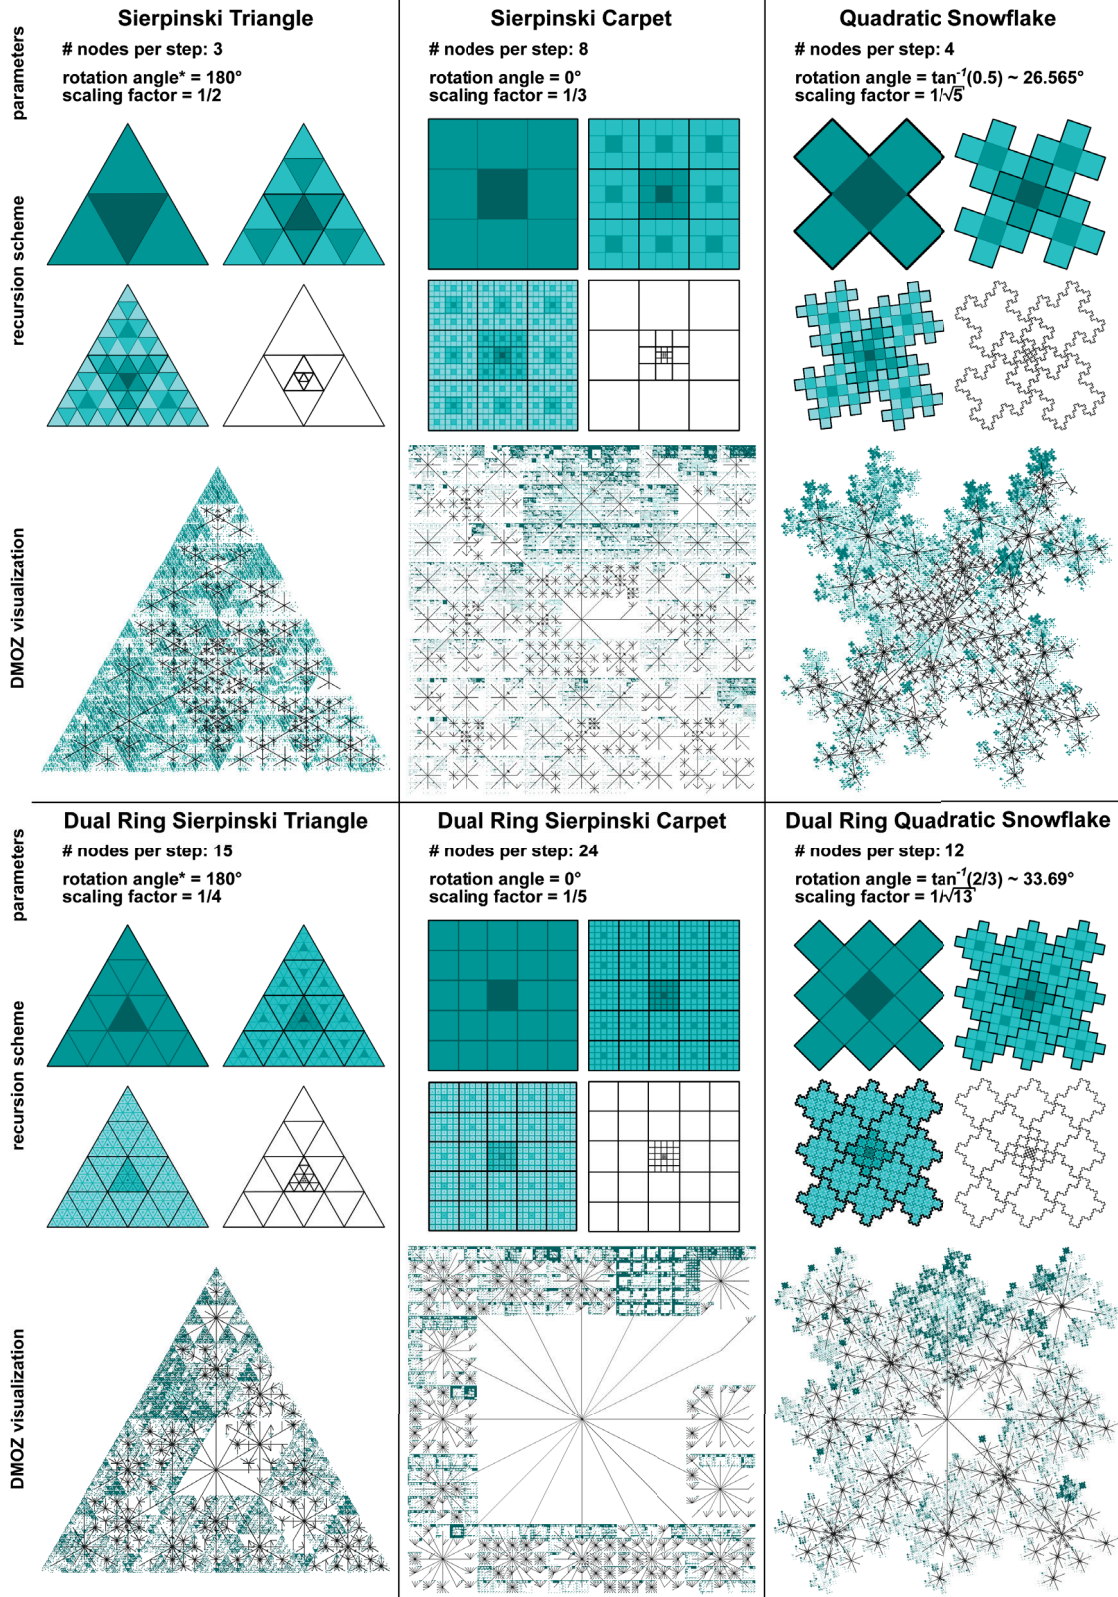 Sierpinski Triangle
parameters
# nodes per step: 3
rotation angle* = 180°
scaling factor = 1/2
recursion scheme
DMOZ visualization
Sierpinski Carpet
# nodes per step: 8
rotation angle = 0°
scaling factor = 1/3
Quadratic Snowflake
# nodes per step: 4
rotation angle = tan⁻¹(0.5) ~ 26.565°
scaling factor = 1/√5
Dual Ring Sierpinski Triangle
parameters
# nodes per step: 15
rotation angle* = 180°
scaling factor = 1/4
recursion scheme
DMOZ visualization
Dual Ring Sierpinski Carpet
# nodes per step: 24
rotation angle = 0°
scaling factor = 1/5
Dual Ring Quadratic Snowflake
# nodes per step: 12
rotation angle = tan⁻¹(2/3) ~ 33.69°
scaling factor = 1/√13